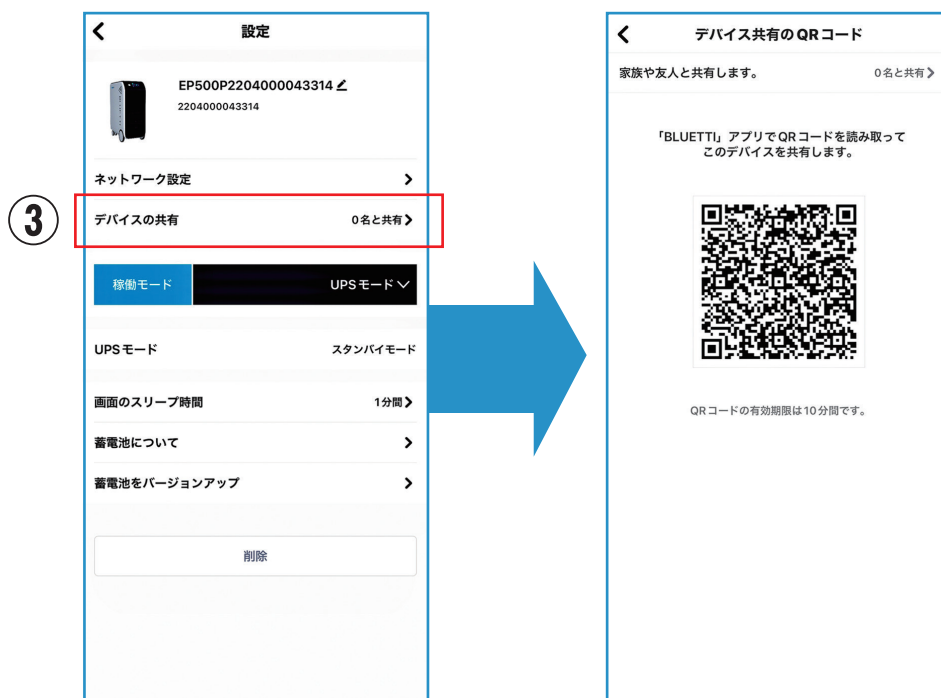 設定
EP500P2204000043314
2204000043314
ネットワーク設定
③
デバイスの共有 0名と共有
稼働モード UPSモード
UPSモード スタンバイモード
画面のスリープ時間 1分間
蓄電池について
蓄電池をバージョンアップ
削除
デバイス共有のQRコード
家族や友人と共有します。 0名と共有
「BLUETTI」アプリでQRコードを読み取って
このデバイスを共有します。
QRコードの有効期限は10分間です。